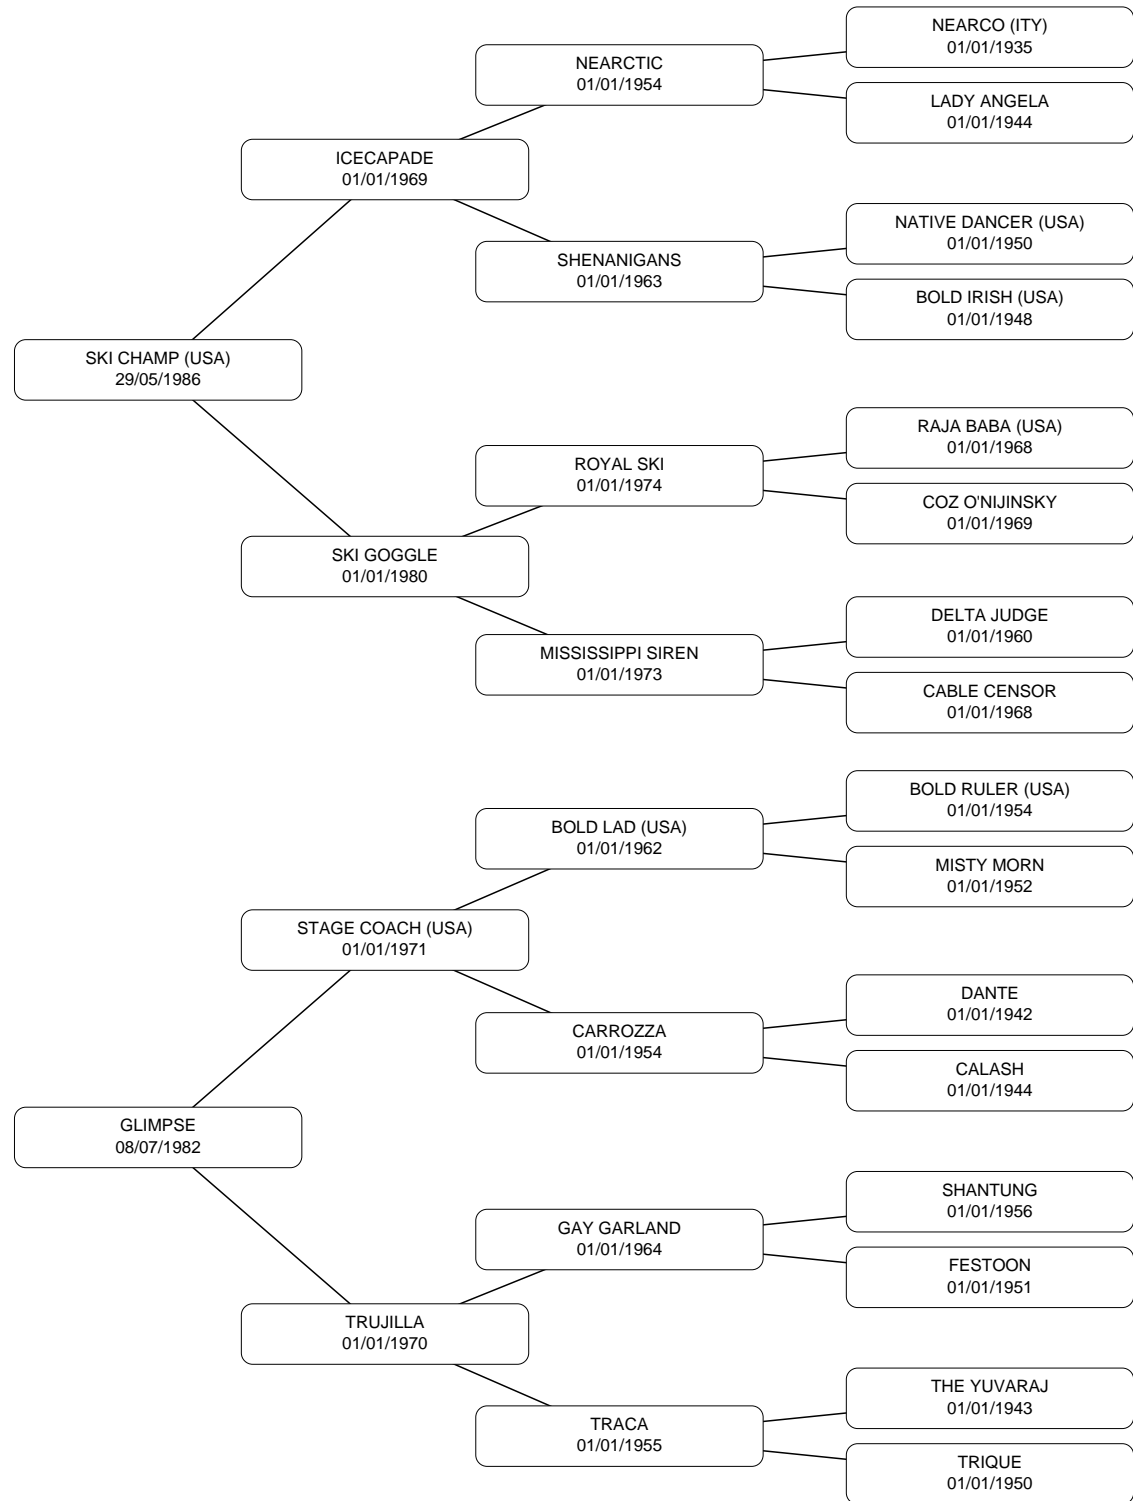 NEARCO (ITY)
01/01/1935
NEARCTIC
01/01/1954
LADY ANGELA
01/01/1944
ICECAPADE
01/01/1969
NATIVE DANCER (USA)
01/01/1950
SHENANIGANS
01/01/1963
BOLD IRISH (USA)
01/01/1948
SKI CHAMP (USA)
29/05/1986
RAJA BABA (USA)
01/01/1968
ROYAL SKI
01/01/1974
COZ O'NIJINSKY
01/01/1969
SKI GOGGLE
01/01/1980
DELTA JUDGE
01/01/1960
MISSISSIPPI SIREN
01/01/1973
CABLE CENSOR
01/01/1968
BOLD RULER (USA)
01/01/1954
BOLD LAD (USA)
01/01/1962
MISTY MORN
01/01/1952
STAGE COACH (USA)
01/01/1971
DANTE
01/01/1942
CARROZZA
01/01/1954
CALASH
01/01/1944
GLIMPSE
08/07/1982
SHANTUNG
01/01/1956
GAY GARLAND
01/01/1964
FESTOON
01/01/1951
TRUJILLA
01/01/1970
THE YUVARAJ
01/01/1943
TRACA
01/01/1955
TRIQUE
01/01/1950